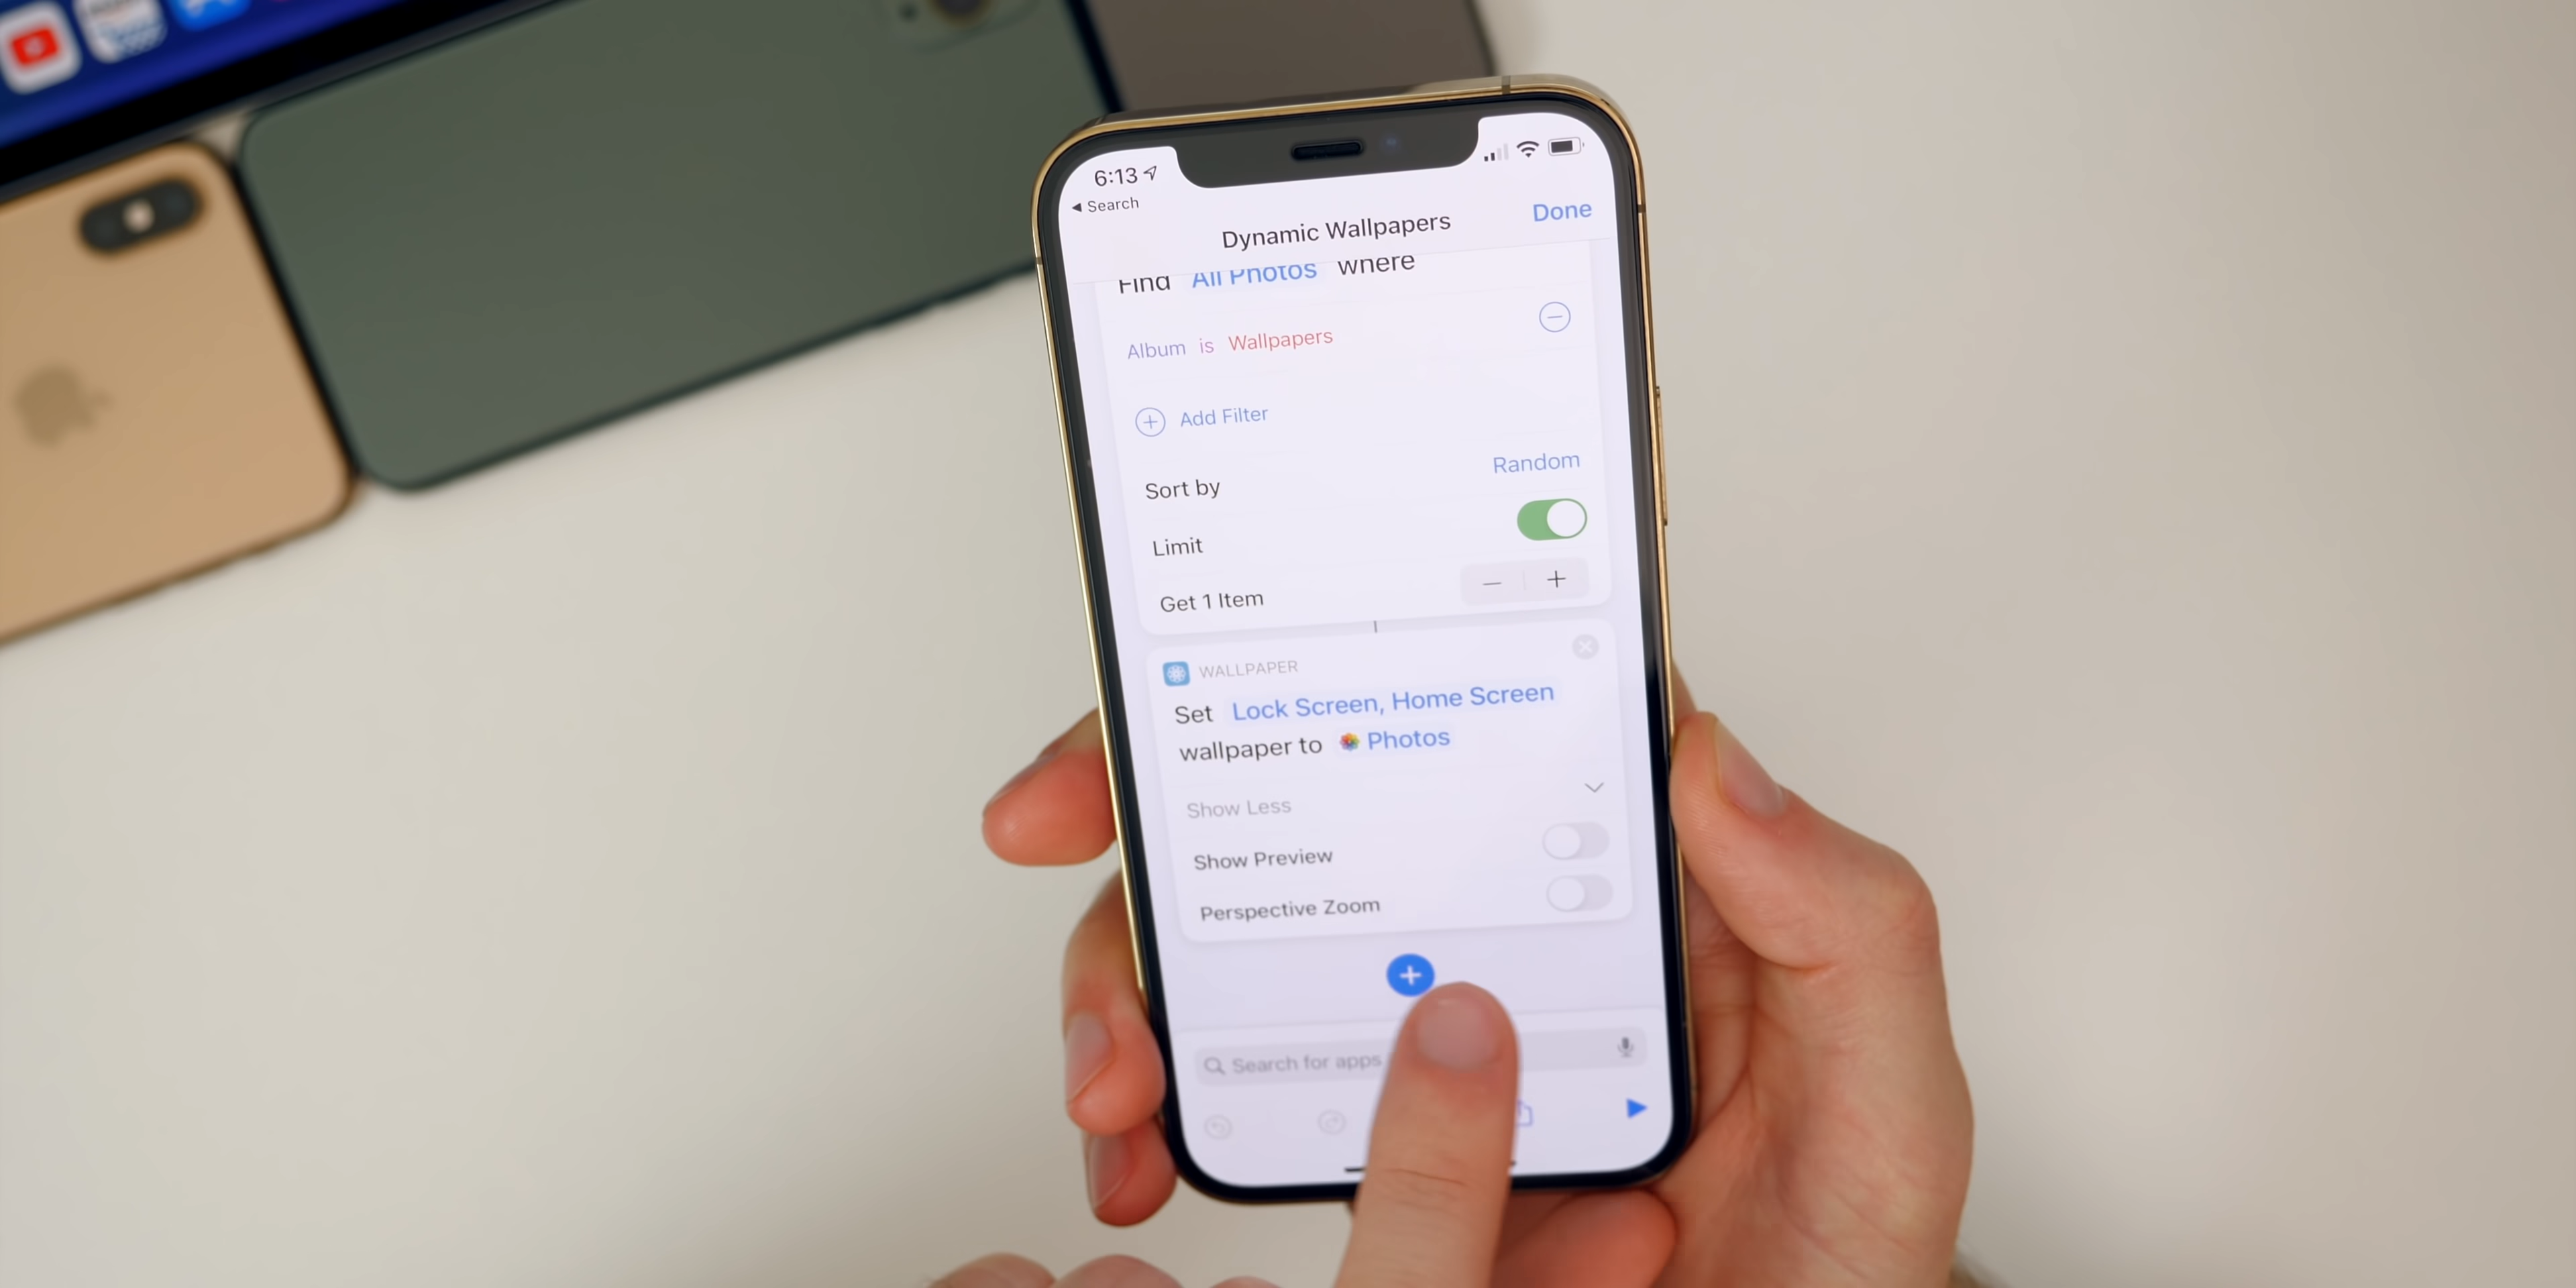 6:13
Search
Dynamic Wallpapers
Done
Find All Photos where
Album is Wallpapers
Add Filter
Sort by
Random
Limit
Get 1 Item
WALLPAPER
Set Lock Screen, Home Screen
wallpaper to Photos
Show Less
Show Preview
Perspective Zoom
Search for apps